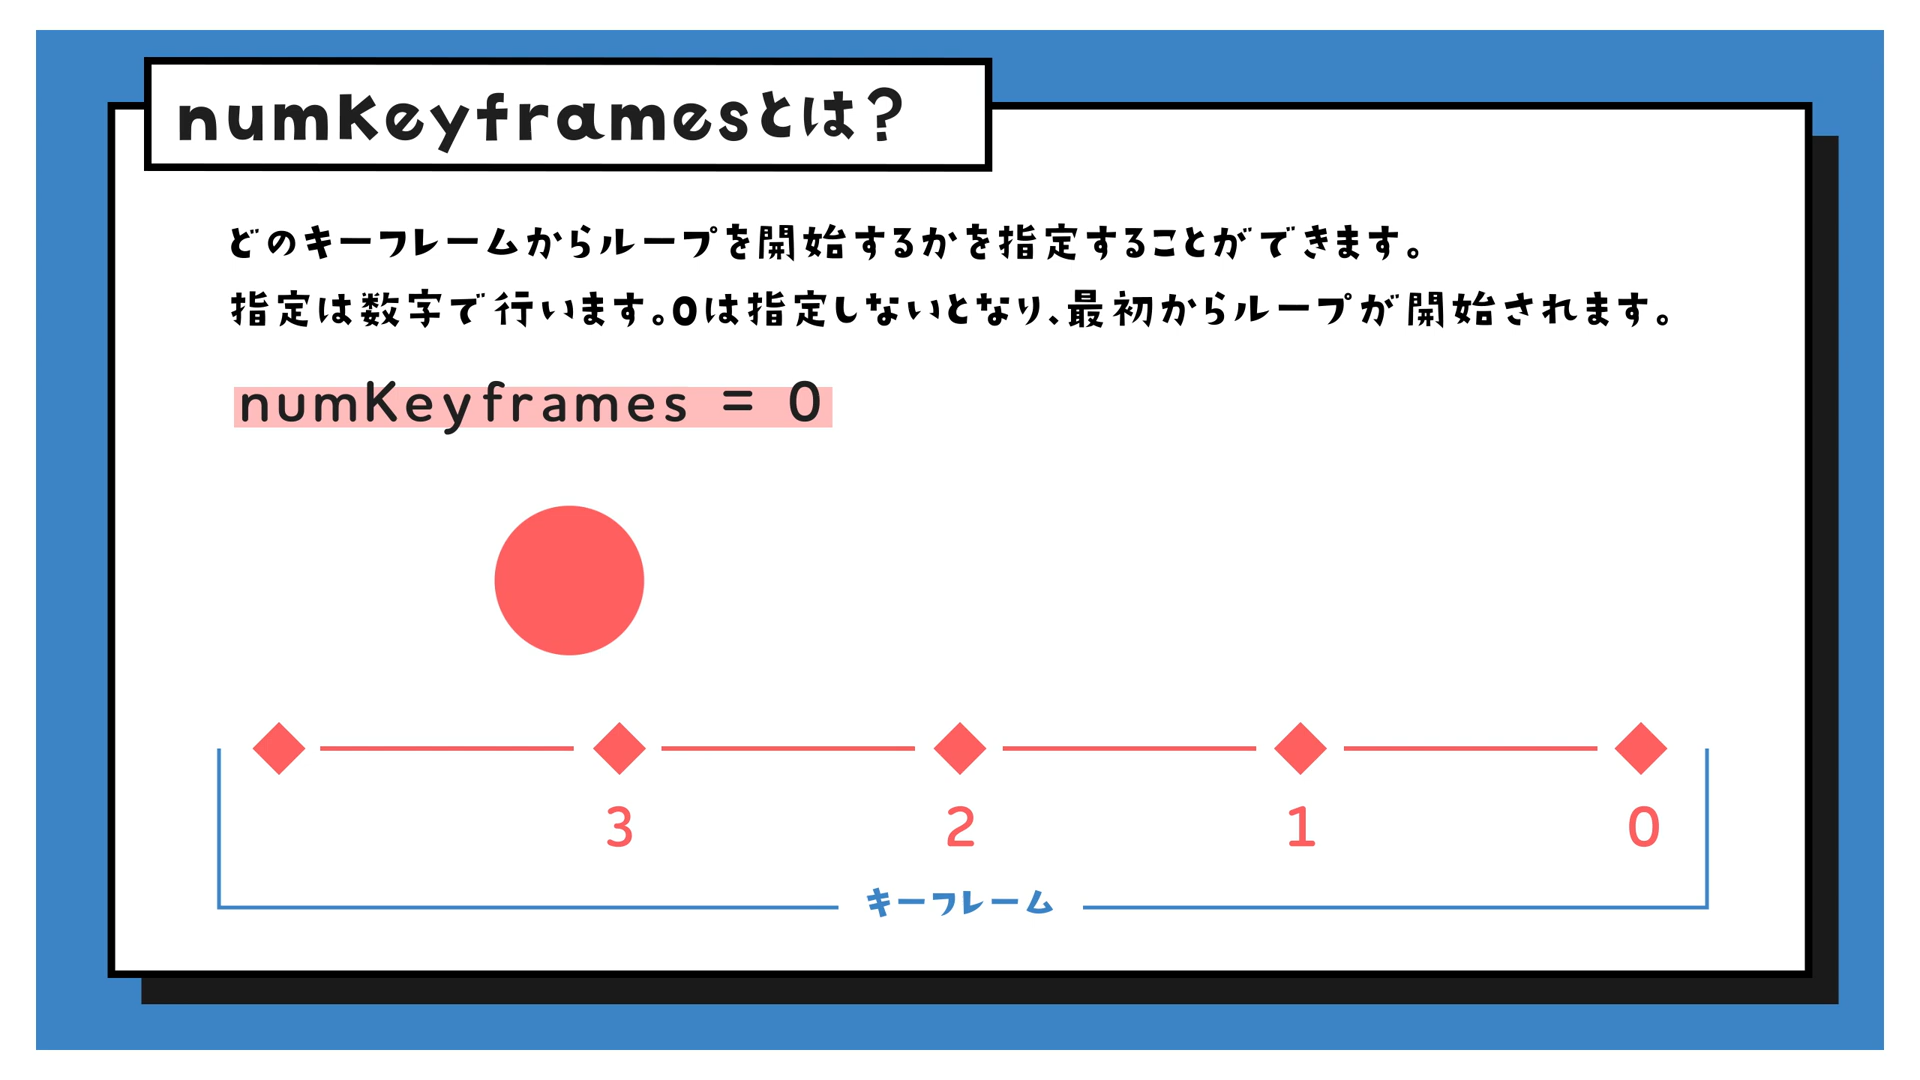 numKeyframesとは？
どのキーフレームからループを開始するかを指定することができます。
指定は数字で行います。0は指定しないとなり、最初からループが開始されます。
numKeyframes = 0
3 2 1 0
キーフレーム